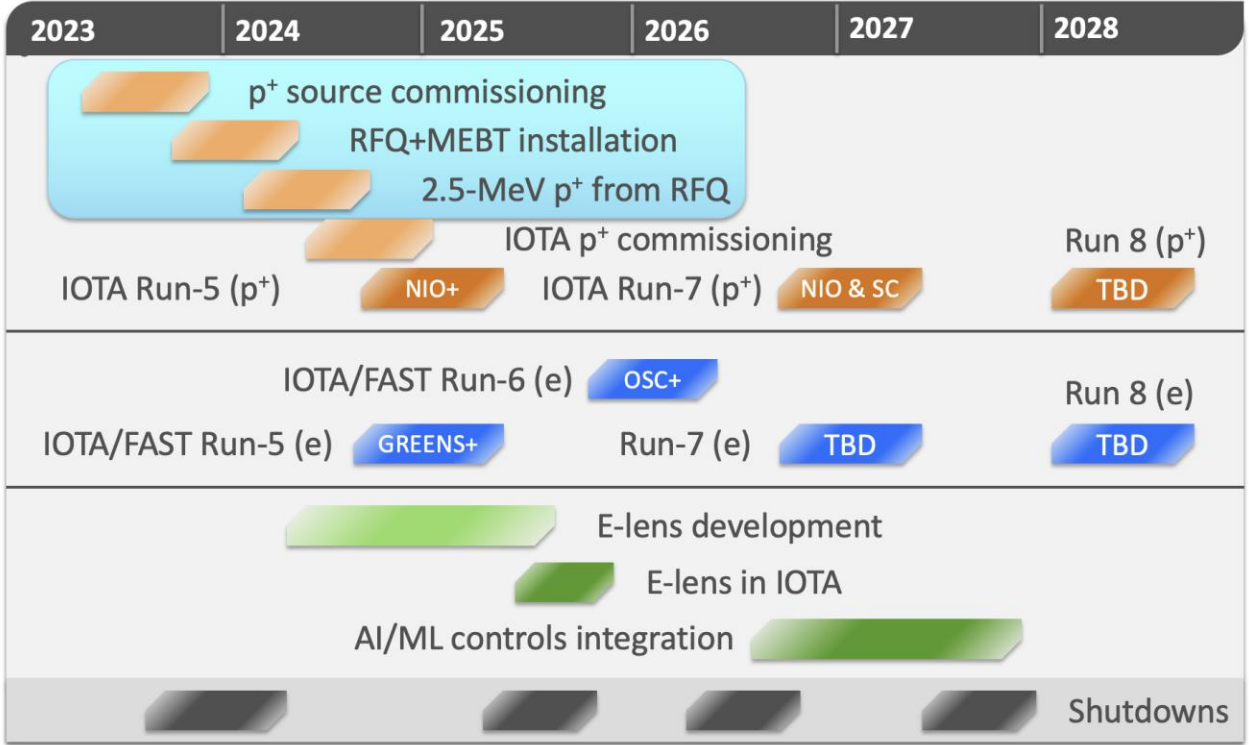 2023 2024 2025 2026 2027 2028
p⁺ source commissioning
RFQ+MEBT installation
2.5-MeV p⁺ from RFQ
IOTA p⁺ commissioning
Run 8 (p⁺)
IOTA Run-5 (p⁺) NIO+ IOTA Run-7 (p⁺) NIO & SC TBD
IOTA/FAST Run-6 (e) OSC+
Run 8 (e)
IOTA/FAST Run-5 (e) GREENS+ Run-7 (e) TBD TBD
E-lens development
E-lens in IOTA
AI/ML controls integration
Shutdowns